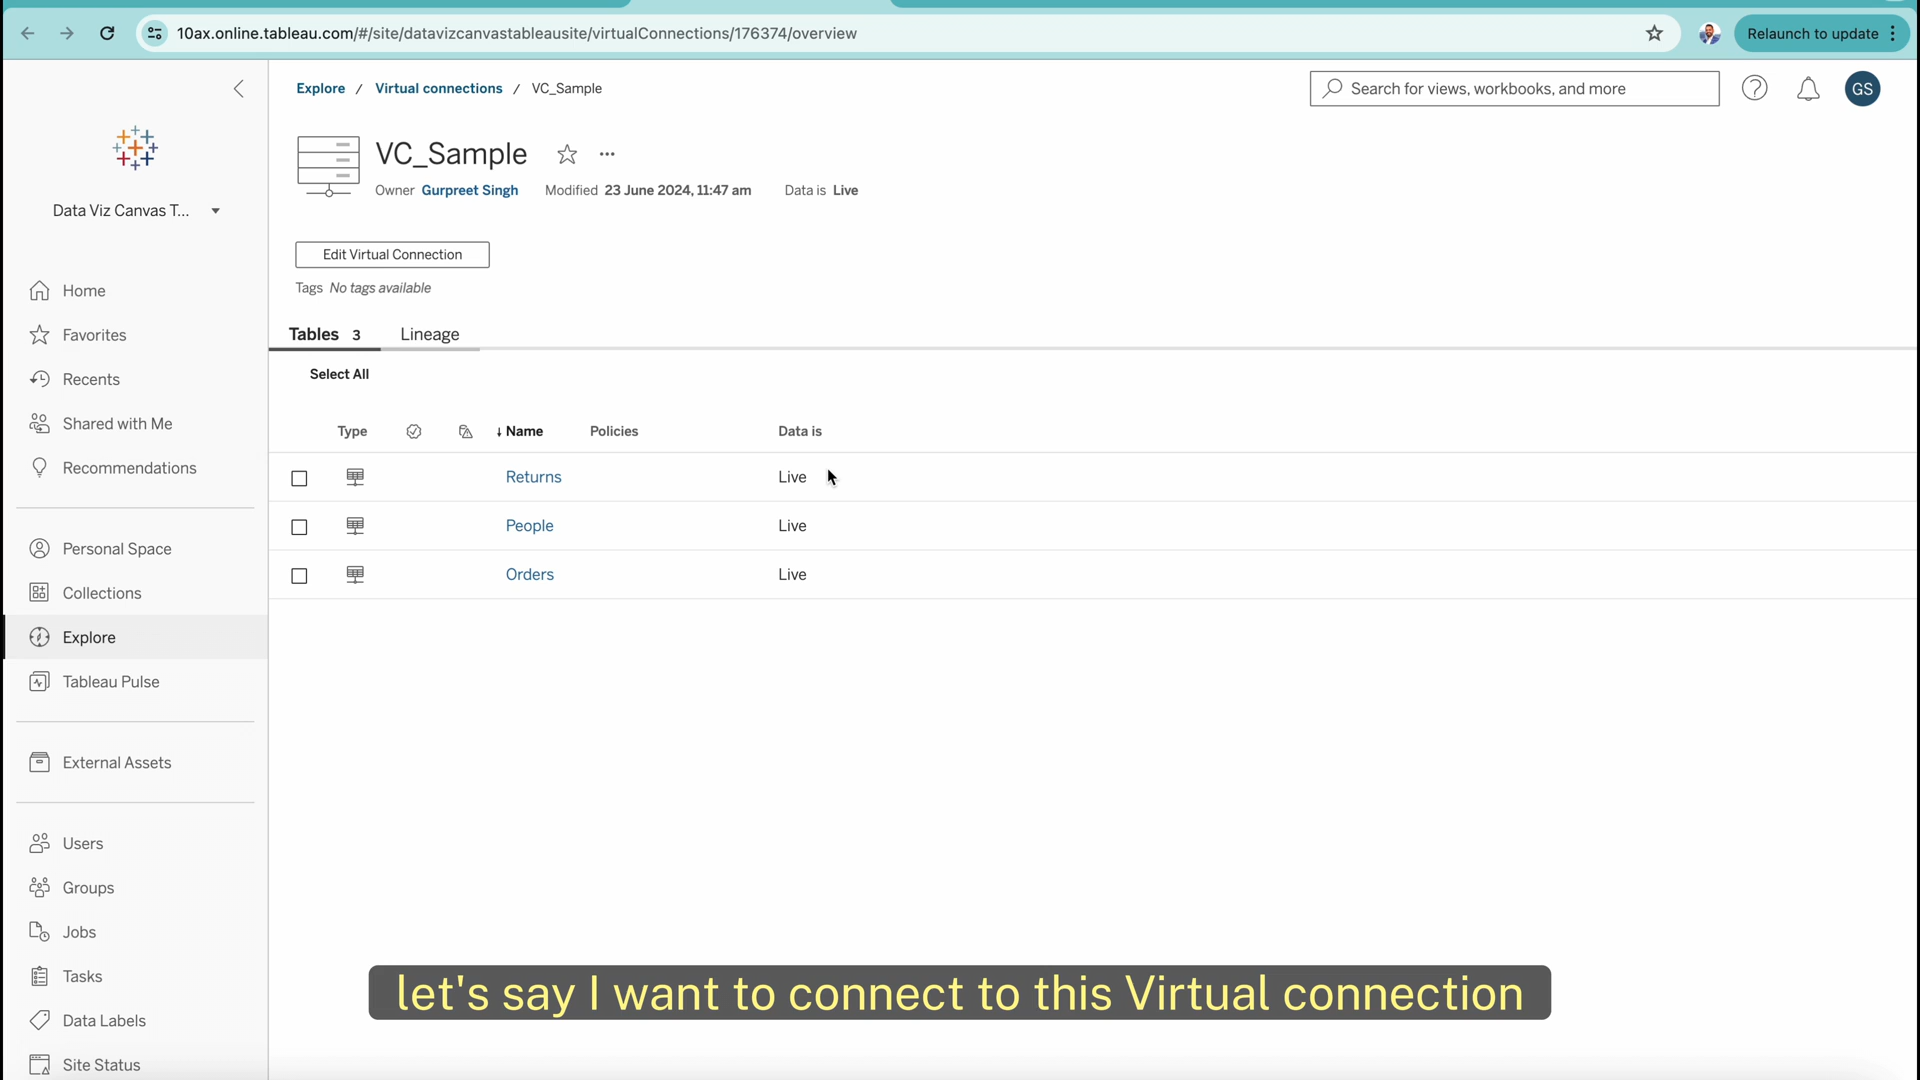 10ax.online.tableau.com/#/site/datavizcanvastableausite/virtualConnections/176374/overview
Relaunch to update
Explore / Virtual connections / VC_Sample
Search for views, workbooks, and more
GS
VC_Sample
Owner Gurpreet Singh Modified 23 June 2024, 11:47 am Data is Live
Data Viz Canvas T...
Edit Virtual Connection
Tags No tags available
Home
Favorites
Recents
Shared with Me
Recommendations
Personal Space
Collections
Explore
Tableau Pulse
External Assets
Users
Groups
Jobs
Tasks
Data Labels
Site Status
Tables 3 Lineage
Select All
Type Name Policies Data is
Returns Live
People Live
Orders Live
let's say I want to connect to this Virtual connection